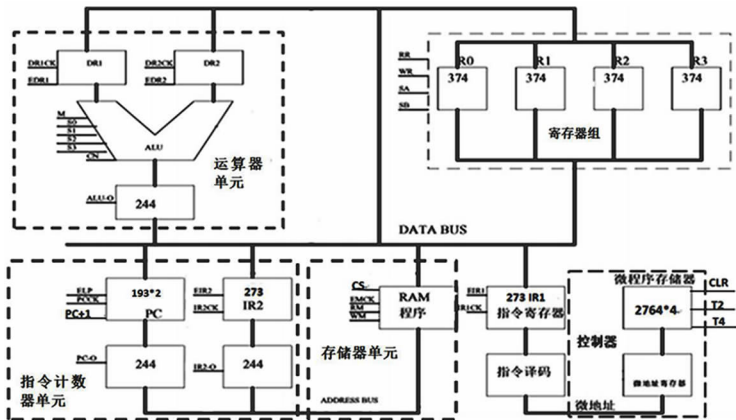 DR1CK
EDR1
DR1
DR2CK
EDR2
DR2
M
S0
S1
S2
S3
CN
ALU
运算器
单元
ALU-O
244
RR
WR
SA
SB
R0
374
R1
374
R2
374
R3
374
寄存器组
DATA BUS
ELP
PCCK
PC+1
193*2
PC
EIR2
IR2CK
273
IR2
PC-O
244
IR2-O
244
指令计数
器单元
CS
EMCK
RM
WM
RAM
程序
存储器单元
ADDRESS BUS
EIR1
IR1CK
273 IR1
指令寄存器
指令译码
微地址
微程序存储器
2764*4
CLR
T2
T4
控制器
微地址寄存器